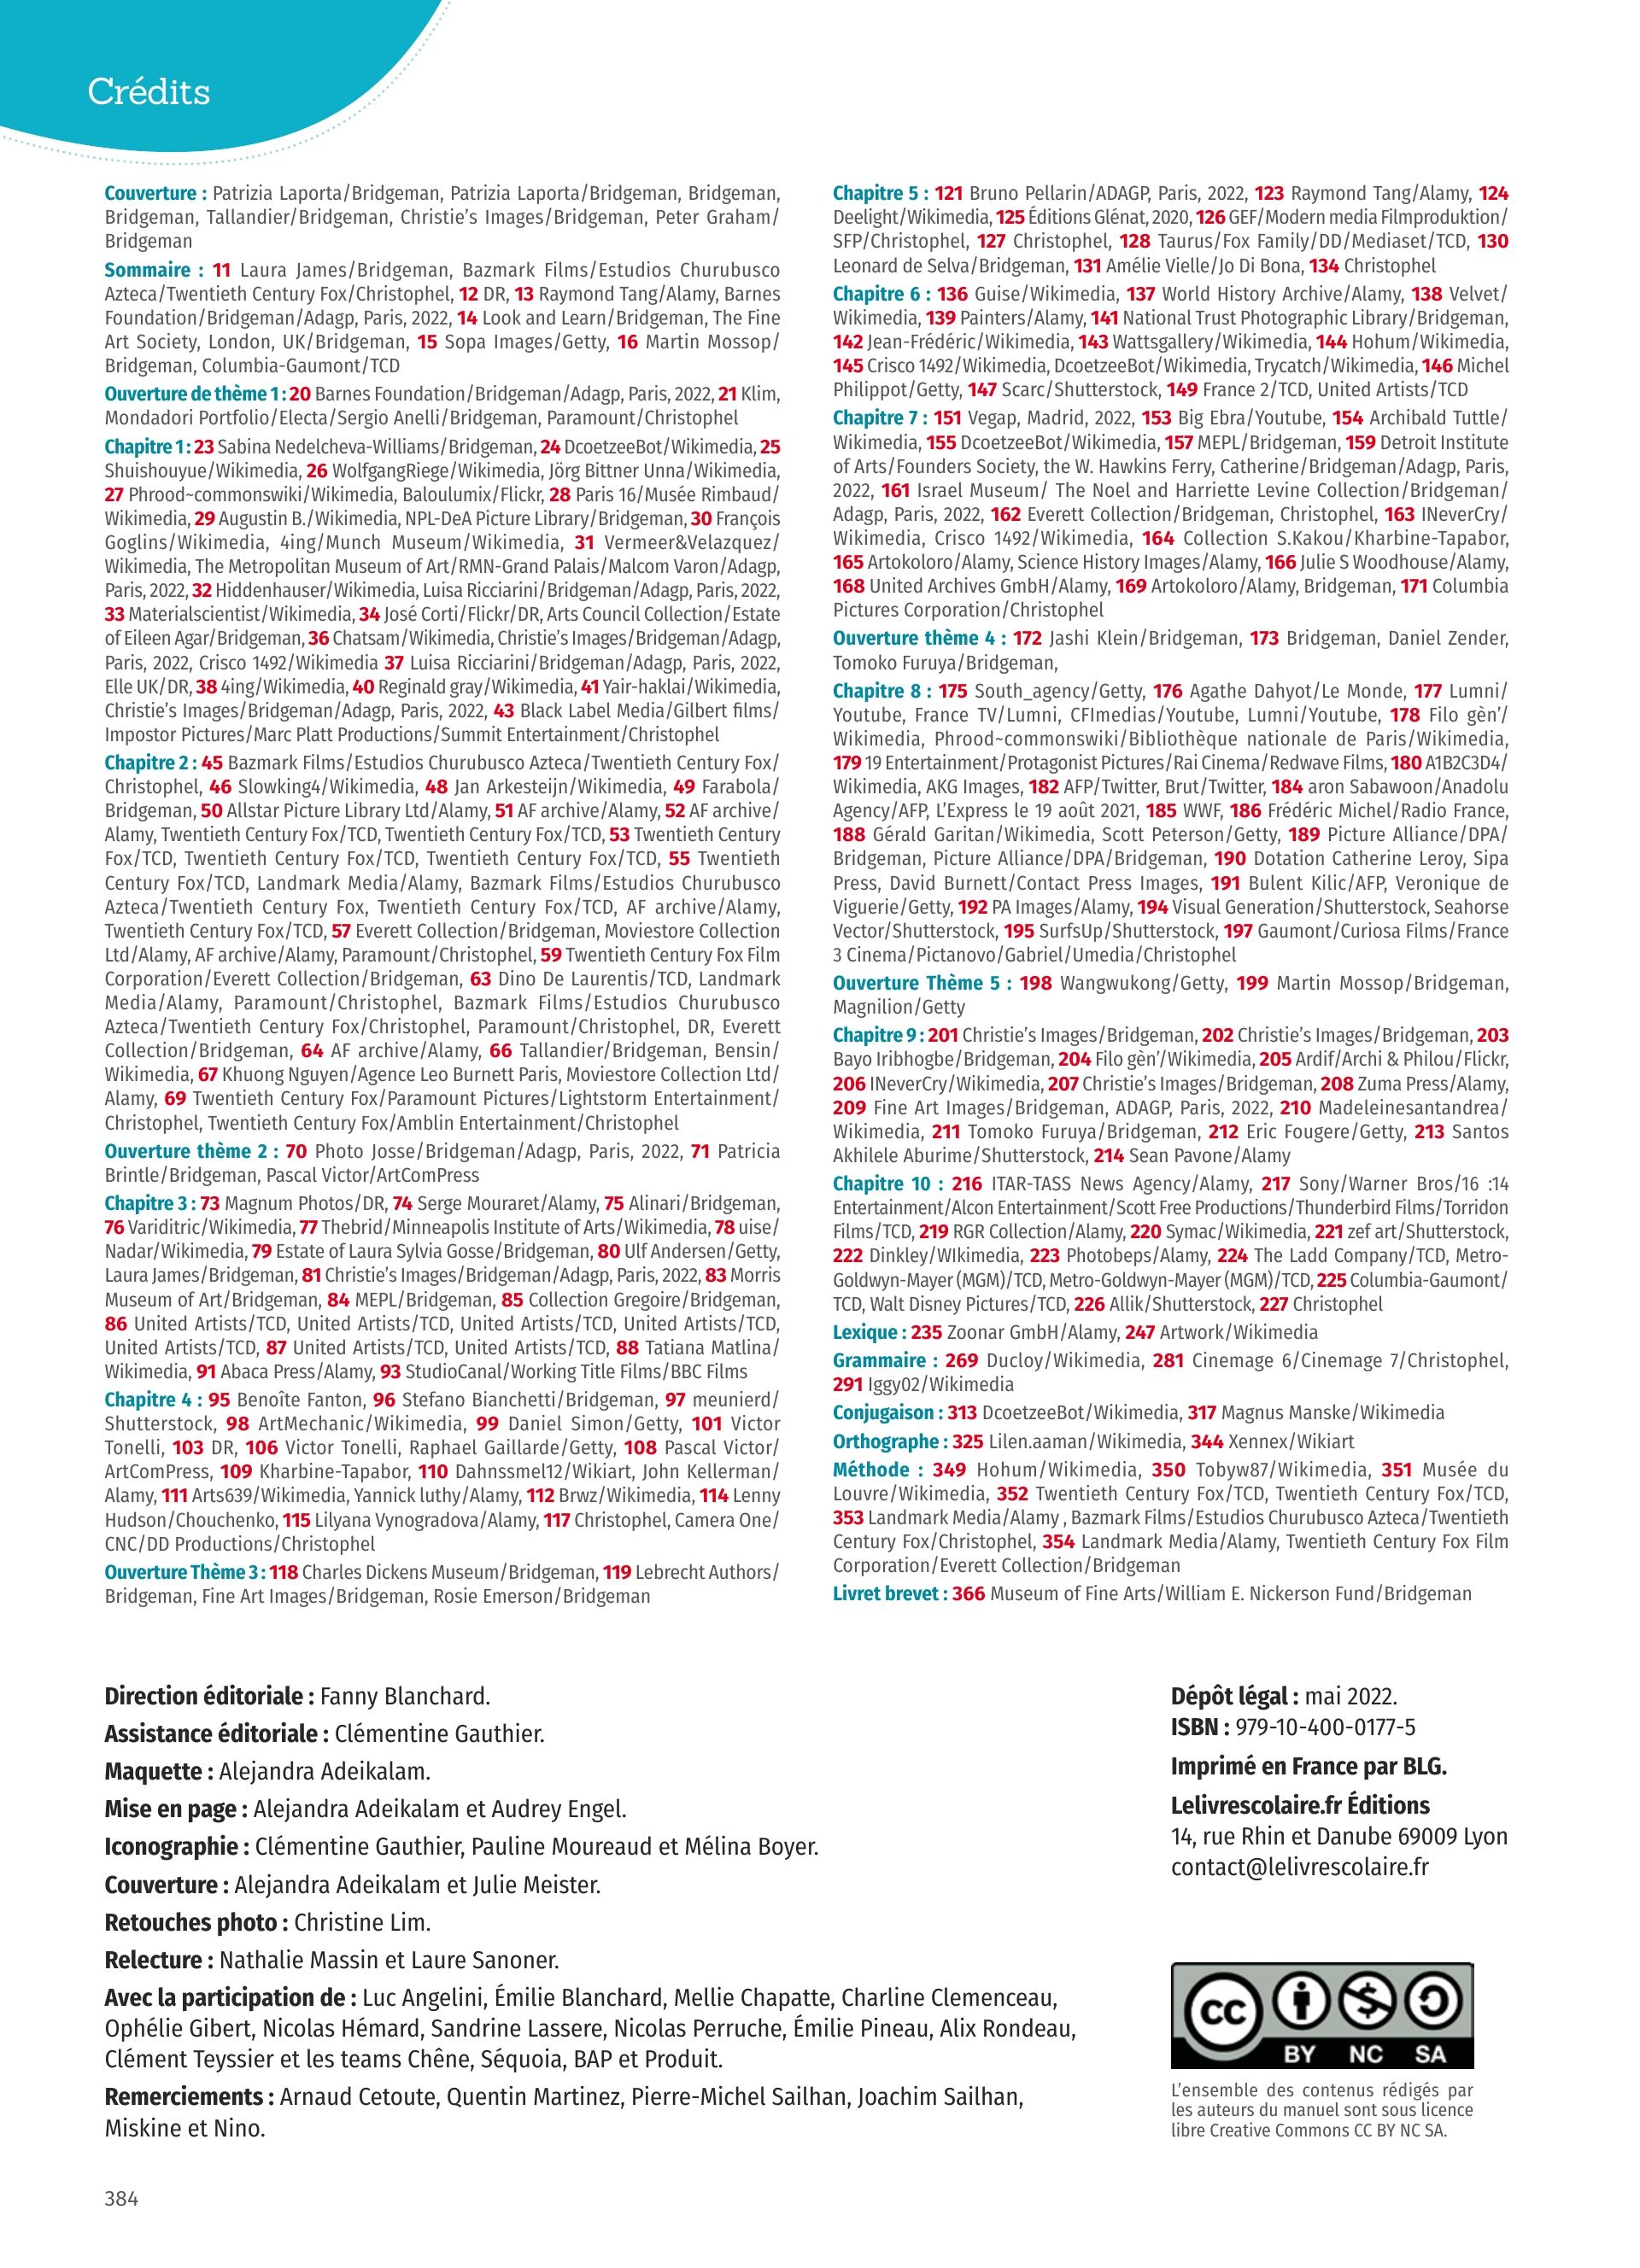 Crédits
Couverture : Patrizia Laporta/Bridgeman, Patrizia Laporta/Bridgeman, Bridgeman,
Bridgeman, Tallandier/Bridgeman, Christie’s Images/Bridgeman, Peter Graham/
Bridgeman
Sommaire : 11 Laura James/Bridgeman, Bazmark Films/Estudios Churubusco
Azteca/Twentieth Century Fox/Christophel, 12 DR, 13 Raymond Tang/Alamy, Barnes
Foundation/Bridgeman/Adagp, Paris, 2022, 14 Look and Learn/Bridgeman, The Fine
Art Society, London, UK/Bridgeman, 15 Sopa Images/Getty, 16 Martin Mossop/
Bridgeman, Columbia-Gaumont/TCD
Ouverture de thème 1 : 20 Barnes Foundation/Bridgeman/Adagp, Paris, 2022, 21 Klim,
Mondadori Portfolio/Electa/Sergio Anelli/Bridgeman, Paramount/Christophel
Chapitre 1 : 23 Sabina Nedelcheva-Williams/Bridgeman, 24 DcoetzeeBot/Wikimedia, 25
Shuishouyue/Wikimedia, 26 WolfgangRiege/Wikimedia, Jörg Bittner Unna/Wikimedia,
27 Phrood~commonswiki/Wikimedia, Baloulumix/Flickr, 28 Paris 16/Musée Rimbaud/
Wikimedia, 29 Augustin B./Wikimedia, NPL-DeA Picture Library/Bridgeman, 30 François
Goglins/Wikimedia, 4ing/Munch Museum/Wikimedia, 31 Vermeer&Velazquez/
Wikimedia, The Metropolitan Museum of Art/RMN-Grand Palais/Malcom Varon/Adagp,
Paris, 2022, 32 Hiddenhauser/Wikimedia, Luisa Ricciarini/Bridgeman/Adagp, Paris, 2022,
33 Materialscientist/Wikimedia, 34 José Corti/Flickr/DR, Arts Council Collection/Estate
of Eileen Agar/Bridgeman, 36 Chatsam/Wikimedia, Christie’s Images/Bridgeman/Adagp,
Paris, 2022, Crisco 1492/Wikimedia 37 Luisa Ricciarini/Bridgeman/Adagp, Paris, 2022,
Elle UK/DR, 38 4ing/Wikimedia, 40 Reginald gray/Wikimedia, 41 Yair-haklai/Wikimedia,
Christie’s Images/Bridgeman/Adagp, Paris, 2022, 43 Black Label Media/Gilbert films/
Impostor Pictures/Marc Platt Productions/Summit Entertainment/Christophel
Chapitre 2 : 45 Bazmark Films/Estudios Churubusco Azteca/Twentieth Century Fox/
Christophel, 46 Slowking4/Wikimedia, 48 Jan Arkesteijn/Wikimedia, 49 Farabola/
Bridgeman, 50 Allstar Picture Library Ltd/Alamy, 51 AF archive/Alamy, 52 AF archive/
Alamy, Twentieth Century Fox/TCD, Twentieth Century Fox/TCD, 53 Twentieth Century
Fox/TCD, Twentieth Century Fox/TCD, Twentieth Century Fox/TCD, 55 Twentieth
Century Fox/TCD, Landmark Media/Alamy, Bazmark Films/Estudios Churubusco
Azteca/Twentieth Century Fox, Twentieth Century Fox/TCD, AF archive/Alamy,
Twentieth Century Fox/TCD, 57 Everett Collection/Bridgeman, Moviestore Collection
Ltd/Alamy, AF archive/Alamy, Paramount/Christophel, 59 Twentieth Century Fox Film
Corporation/Everett Collection/Bridgeman, 63 Dino De Laurentis/TCD, Landmark
Media/Alamy, Paramount/Christophel, Bazmark Films/Estudios Churubusco
Azteca/Twentieth Century Fox/Christophel, Paramount/Christophel, DR, Everett
Collection/Bridgeman, 64 AF archive/Alamy, 66 Tallandier/Bridgeman, Bensin/
Wikimedia, 67 Khuong Nguyen/Agence Leo Burnett Paris, Moviestore Collection Ltd/
Alamy, 69 Twentieth Century Fox/Paramount Pictures/Lightstorm Entertainment/
Christophel, Twentieth Century Fox/Amblin Entertainment/Christophel
Ouverture thème 2 : 70 Photo Josse/Bridgeman/Adagp, Paris, 2022, 71 Patricia
Brintle/Bridgeman, Pascal Victor/ArtComPress
Chapitre 3 : 73 Magnum Photos/DR, 74 Serge Mouraret/Alamy, 75 Alinari/Bridgeman,
76 Variditric/Wikimedia, 77 Thebrid/Minneapolis Institute of Arts/Wikimedia, 78 uise/
Nadar/Wikimedia, 79 Estate of Laura Sylvia Gosse/Bridgeman, 80 Ulf Andersen/Getty,
Laura James/Bridgeman, 81 Christie’s Images/Bridgeman/Adagp, Paris, 2022, 83 Morris
Museum of Art/Bridgeman, 84 MEPL/Bridgeman, 85 Collection Gregoire/Bridgeman,
86 United Artists/TCD, United Artists/TCD, United Artists/TCD, United Artists/TCD,
United Artists/TCD, 87 United Artists/TCD, United Artists/TCD, 88 Tatiana Matlina/
Wikimedia, 91 Abaca Press/Alamy, 93 StudioCanal/Working Title Films/BBC Films
Chapitre 4 : 95 Benoîte Fanton, 96 Stefano Bianchetti/Bridgeman, 97 meunierd/
Shutterstock, 98 ArtMechanic/Wikimedia, 99 Daniel Simon/Getty, 101 Victor
Tonelli, 103 DR, 106 Victor Tonelli, Raphael Gaillarde/Getty, 108 Pascal Victor/
ArtComPress, 109 Kharbine-Tapabor, 110 Dahnssmel12/Wikiart, John Kellerman/
Alamy, 111 Arts639/Wikimedia, Yannick luthy/Alamy, 112 Brwz/Wikimedia, 114 Lenny
Hudson/Chouchenko, 115 Lilyana Vynogradova/Alamy, 117 Christophel, Camera One/
CNC/DD Productions/Christophel
Ouverture Thème 3 : 118 Charles Dickens Museum/Bridgeman, 119 Lebrecht Authors/
Bridgeman, Fine Art Images/Bridgeman, Rosie Emerson/Bridgeman
Chapitre 5 : 121 Bruno Pellarin/ADAGP, Paris, 2022, 123 Raymond Tang/Alamy, 124
Deelight/Wikimedia, 125 Éditions Glénat, 2020, 126 GEF/Modern media Filmproduktion/
SFP/Christophel, 127 Christophel, 128 Taurus/Fox Family/DD/Mediaset/TCD, 130
Leonard de Selva/Bridgeman, 131 Amélie Vielle/Jo Di Bona, 134 Christophel
Chapitre 6 : 136 Guise/Wikimedia, 137 World History Archive/Alamy, 138 Velvet/
Wikimedia, 139 Painters/Alamy, 141 National Trust Photographic Library/Bridgeman,
142 Jean-Frédéric/Wikimedia, 143 Wattsgallery/Wikimedia, 144 Hohum/Wikimedia,
145 Crisco 1492/Wikimedia, DcoetzeeBot/Wikimedia, Trycatch/Wikimedia, 146 Michel
Philippot/Getty, 147 Scarc/Shutterstock, 149 France 2/TCD, United Artists/TCD
Chapitre 7 : 151 Vegap, Madrid, 2022, 153 Big Ebra/Youtube, 154 Archibald Tuttle/
Wikimedia, 155 DcoetzeeBot/Wikimedia, 157 MEPL/Bridgeman, 159 Detroit Institute
of Arts/Founders Society, the W. Hawkins Ferry, Catherine/Bridgeman/Adagp, Paris,
2022, 161 Israel Museum/ The Noel and Harriette Levine Collection/Bridgeman/
Adagp, Paris, 2022, 162 Everett Collection/Bridgeman, Christophel, 163 INeverCry/
Wikimedia, Crisco 1492/Wikimedia, 164 Collection S.Kakou/Kharbine-Tapabor,
165 Artokoloro/Alamy, Science History Images/Alamy, 166 Julie S Woodhouse/Alamy,
168 United Archives GmbH/Alamy, 169 Artokoloro/Alamy, Bridgeman, 171 Columbia
Pictures Corporation/Christophel
Ouverture thème 4 : 172 Jashi Klein/Bridgeman, 173 Bridgeman, Daniel Zender,
Tomoko Furuya/Bridgeman,
Chapitre 8 : 175 South_agency/Getty, 176 Agathe Dahyot/Le Monde, 177 Lumni/
Youtube, France TV/Lumni, CFImedias/Youtube, Lumni/Youtube, 178 Filo gèn’/
Wikimedia, Phrood~commonswiki/Bibliothèque nationale de Paris/Wikimedia,
179 19 Entertainment/Protagonist Pictures/Rai Cinema/Redwave Films, 180 A1B2C3D4/
Wikimedia, AKG Images, 182 AFP/Twitter, Brut/Twitter, 184 aron Sabawoon/Anadolu
Agency/AFP, L’Express le 19 août 2021, 185 WWF, 186 Frédéric Michel/Radio France,
188 Gérald Garitan/Wikimedia, Scott Peterson/Getty, 189 Picture Alliance/DPA/
Bridgeman, Picture Alliance/DPA/Bridgeman, 190 Dotation Catherine Leroy, Sipa
Press, David Burnett/Contact Press Images, 191 Bulent Kilic/AFP, Veronique de
Viguerie/Getty, 192 PA Images/Alamy, 194 Visual Generation/Shutterstock, Seahorse
Vector/Shutterstock, 195 SurfsUp/Shutterstock, 197 Gaumont/Curiosa Films/France
3 Cinema/Pictanovo/Gabriel/Umedia/Christophel
Ouverture Thème 5 : 198 Wangwukong/Getty, 199 Martin Mossop/Bridgeman,
Magnilion/Getty
Chapitre 9 : 201 Christie’s Images/Bridgeman, 202 Christie’s Images/Bridgeman, 203
Bayo Iribhogbe/Bridgeman, 204 Filo gèn’/Wikimedia, 205 Ardif/Archi & Philou/Flickr,
206 INeverCry/Wikimedia, 207 Christie’s Images/Bridgeman, 208 Zuma Press/Alamy,
209 Fine Art Images/Bridgeman, ADAGP, Paris, 2022, 210 Madeleinesantandrea/
Wikimedia, 211 Tomoko Furuya/Bridgeman, 212 Eric Fougere/Getty, 213 Santos
Akhilele Aburime/Shutterstock, 214 Sean Pavone/Alamy
Chapitre 10 : 216 ITAR-TASS News Agency/Alamy, 217 Sony/Warner Bros/16 :14
Entertainment/Alcon Entertainment/Scott Free Productions/Thunderbird Films/Torridon
Films/TCD, 219 RGR Collection/Alamy, 220 Symac/Wikimedia, 221 zef art/Shutterstock,
222 Dinkley/WIkimedia, 223 Photobeps/Alamy, 224 The Ladd Company/TCD, Metro-
Goldwyn-Mayer (MGM)/TCD, Metro-Goldwyn-Mayer (MGM)/TCD, 225 Columbia-Gaumont/
TCD, Walt Disney Pictures/TCD, 226 Allik/Shutterstock, 227 Christophel
Lexique : 235 Zoonar GmbH/Alamy, 247 Artwork/Wikimedia
Grammaire : 269 Ducloy/Wikimedia, 281 Cinemage 6/Cinemage 7/Christophel,
291 Iggy02/Wikimedia
Conjugaison : 313 DcoetzeeBot/Wikimedia, 317 Magnus Manske/Wikimedia
Orthographe : 325 Lilen.aaman/Wikimedia, 344 Xennex/Wikiart
Méthode : 349 Hohum/Wikimedia, 350 Tobyw87/Wikimedia, 351 Musée du
Louvre/Wikimedia, 352 Twentieth Century Fox/TCD, Twentieth Century Fox/TCD,
353 Landmark Media/Alamy , Bazmark Films/Estudios Churubusco Azteca/Twentieth
Century Fox/Christophel, 354 Landmark Media/Alamy, Twentieth Century Fox Film
Corporation/Everett Collection/Bridgeman
Livret brevet : 366 Museum of Fine Arts/William E. Nickerson Fund/Bridgeman
Direction éditoriale : Fanny Blanchard.
Assistance éditoriale : Clémentine Gauthier.
Maquette : Alejandra Adeikalam.
Mise en page : Alejandra Adeikalam et Audrey Engel.
Iconographie : Clémentine Gauthier, Pauline Moureaud et Mélina Boyer.
Couverture : Alejandra Adeikalam et Julie Meister.
Retouches photo : Christine Lim.
Relecture : Nathalie Massin et Laure Sanoner.
Avec la participation de : Luc Angelini, Émilie Blanchard, Mellie Chapatte, Charline Clemenceau,
Ophélie Gibert, Nicolas Hémard, Sandrine Lassere, Nicolas Perruche, Émilie Pineau, Alix Rondeau,
Clément Teyssier et les teams Chêne, Séquoia, BAP et Produit.
Remerciements : Arnaud Cetoute, Quentin Martinez, Pierre-Michel Sailhan, Joachim Sailhan,
Miskine et Nino.
Dépôt légal : mai 2022.
ISBN : 979-10-400-0177-5
Imprimé en France par BLG.
Lelivrescolaire.fr Éditions
14, rue Rhin et Danube 69009 Lyon
contact@lelivrescolaire.fr
cc
BY NC SA
L’ensemble des contenus rédigés par
les auteurs du manuel sont sous licence
libre Creative Commons CC BY NC SA.
384